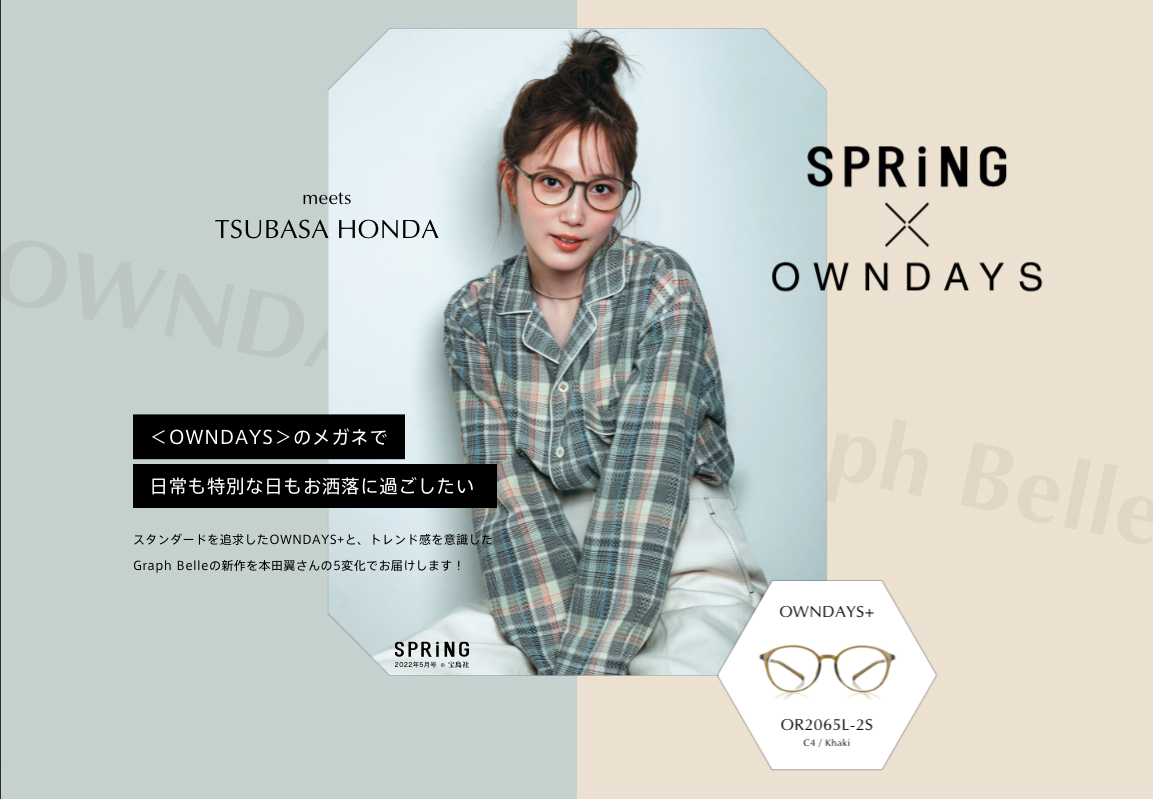 meets
TSUBASA HONDA
SPRiNG
OWNDAYS
OWNDA
ph Belle
＜OWNDAYS＞のメガネで
日常も特別な日もお洒落に過ごしたい
スタンダードを追求したOWNDAYS+と、トレンド感を意識した
Graph Belleの新作を本田翼さんの5変化でお届けします！
SPRiNG
2022年5月号 © 宝島社
OWNDAYS+
OR2065L-2S
C4 / Khaki